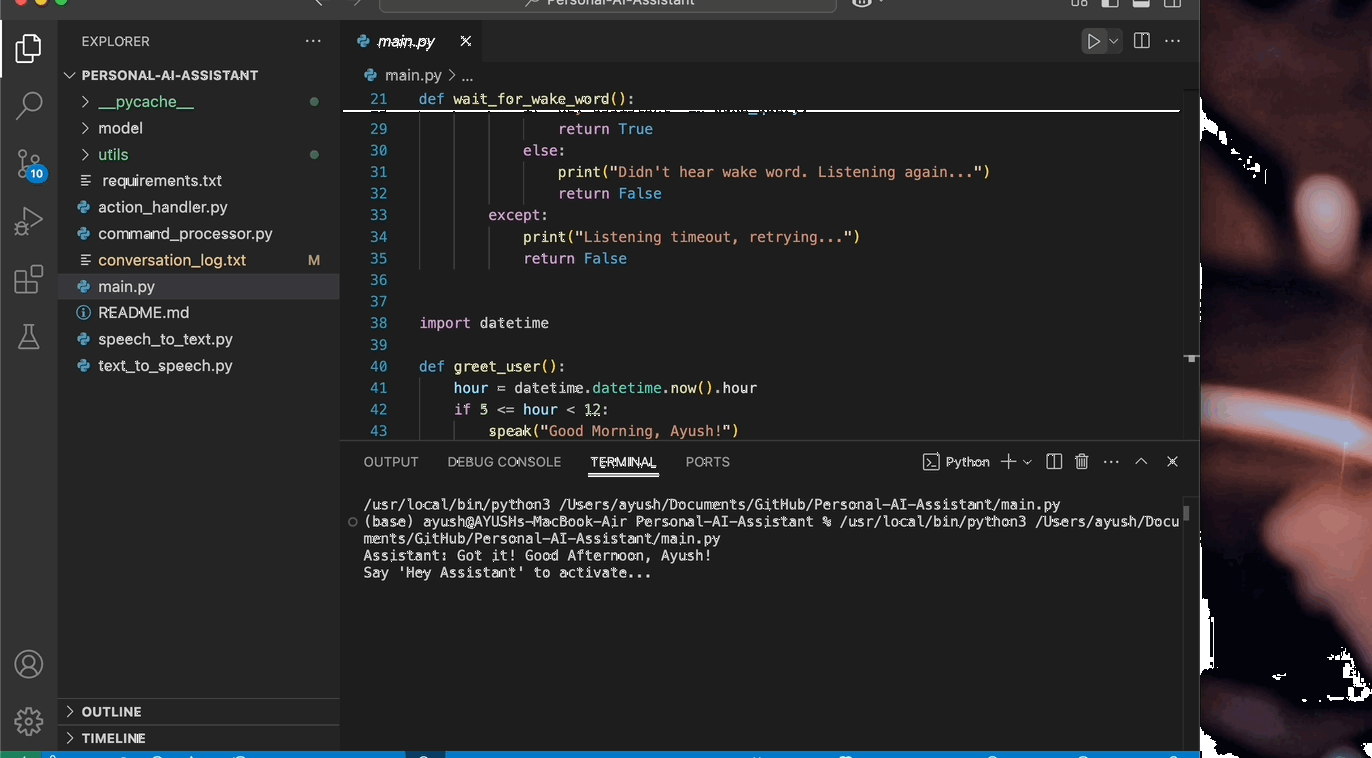 Personal-AI-Assistant
EXPLORER
PERSONAL-AI-ASSISTANT
__pycache__
model
utils
requirements.txt
action_handler.py
command_processor.py
conversation_log.txt M
main.py
README.md
speech_to_text.py
text_to_speech.py
OUTLINE
TIMELINE
10
main.py
main.py > ...
21 def wait_for_wake_word():
29 return True
30 else:
31 print("Didn't hear wake word. Listening again...")
32 return False
33 except:
34 print("Listening timeout, retrying...")
35 return False
36
37
38 import datetime
39
40 def greet_user():
41 hour = datetime.datetime.now().hour
42 if 5 <= hour < 12:
43 speak("Good Morning, Ayush!")
OUTPUT DEBUG CONSOLE TERMINAL PORTS Python
/usr/local/bin/python3 /Users/ayush/Documents/GitHub/Personal-AI-Assistant/main.py
(base) ayush@AYUSHs-MacBook-Air Personal-AI-Assistant % /usr/local/bin/python3 /Users/ayush/Docu
ments/GitHub/Personal-AI-Assistant/main.py
Assistant: Got it! Good Afternoon, Ayush!
Say 'Hey Assistant' to activate...